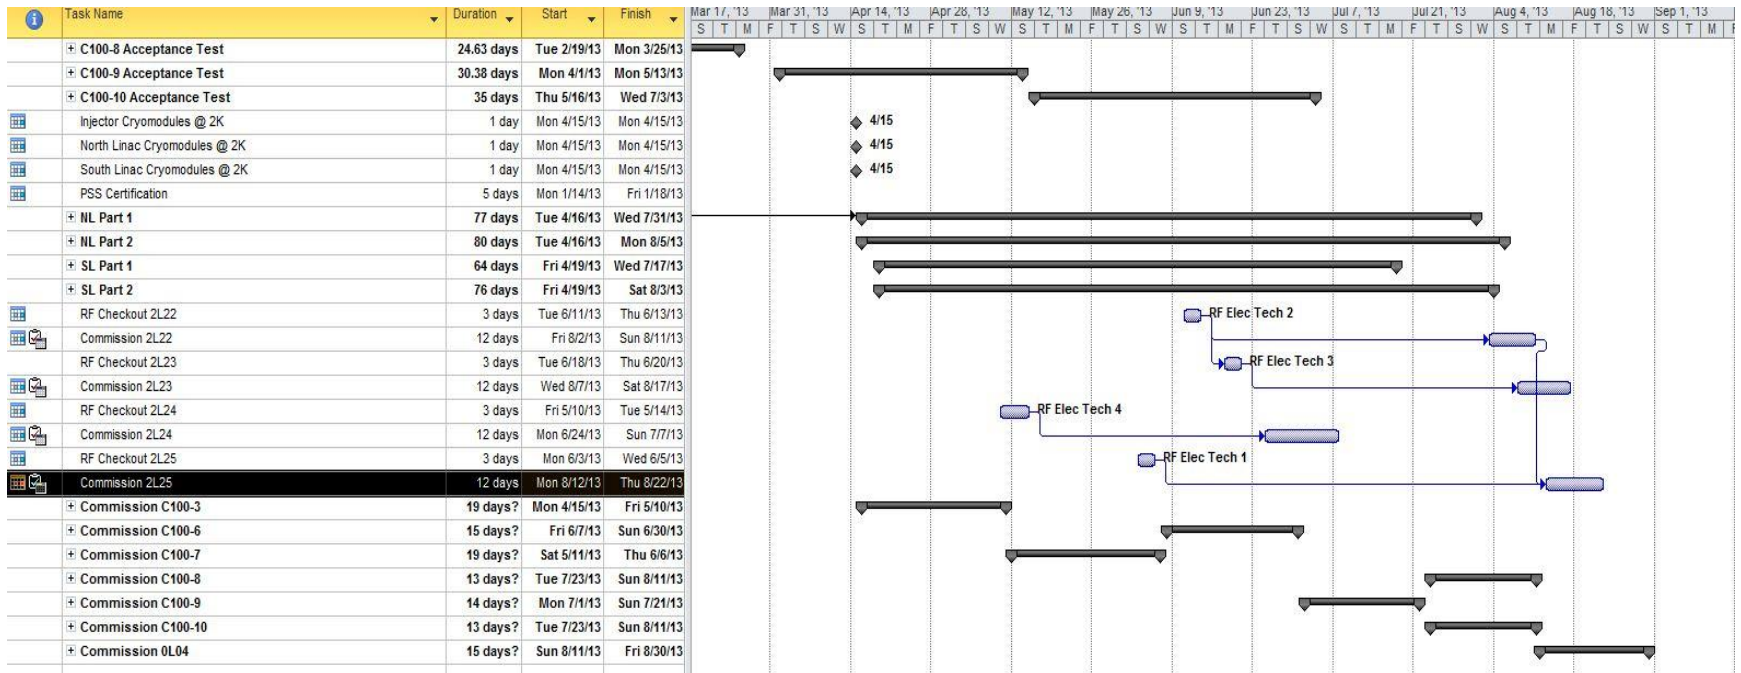 Task Name Duration Start Finish Mar 17, '13 Mar 31, '13 Apr 14, '13 Apr 28, '13 May 12, '13 May 26, '13 Jun 9, '13 Jun 23, '13 Jul 7, '13 Jul 21, '13 Aug 4, '13 Aug 18, '13 Sep 1, '13
S T M F T S W S T M F T S W S T M F T S W S T M F T S W S T M F T S W S T M F T S W S T M
C100-8 Acceptance Test 24.63 days Tue 2/19/13 Mon 3/25/13
C100-9 Acceptance Test 30.38 days Mon 4/1/13 Mon 5/13/13
C100-10 Acceptance Test 35 days Thu 5/16/13 Wed 7/3/13
Injector Cryomodules @ 2K 1 day Mon 4/15/13 Mon 4/15/13 4/15
North Linac Cryomodules @ 2K 1 day Mon 4/15/13 Mon 4/15/13 4/15
South Linac Cryomodules @ 2K 1 day Mon 4/15/13 Mon 4/15/13 4/15
PSS Certification 5 days Mon 1/14/13 Fri 1/18/13
NL Part 1 77 days Tue 4/16/13 Wed 7/31/13
NL Part 2 80 days Tue 4/16/13 Mon 8/5/13
SL Part 1 64 days Fri 4/19/13 Wed 7/17/13
SL Part 2 76 days Fri 4/19/13 Sat 8/3/13
RF Checkout 2L22 3 days Tue 6/11/13 Thu 6/13/13 RF Elec Tech 2
Commission 2L22 12 days Fri 8/2/13 Sun 8/11/13
RF Checkout 2L23 3 days Tue 6/18/13 Thu 6/20/13 RF Elec Tech 3
Commission 2L23 12 days Wed 8/7/13 Sat 8/17/13
RF Checkout 2L24 3 days Fri 5/10/13 Tue 5/14/13 RF Elec Tech 4
Commission 2L24 12 days Mon 6/24/13 Sun 7/7/13
RF Checkout 2L25 3 days Mon 6/3/13 Wed 6/5/13 RF Elec Tech 1
Commission 2L25 12 days Mon 8/12/13 Thu 8/22/13
Commission C100-3 19 days? Mon 4/15/13 Fri 5/10/13
Commission C100-6 15 days? Fri 6/7/13 Sun 6/30/13
Commission C100-7 19 days? Sat 5/11/13 Thu 6/6/13
Commission C100-8 13 days? Tue 7/23/13 Sun 8/11/13
Commission C100-9 14 days? Mon 7/1/13 Sun 7/21/13
Commission C100-10 13 days? Tue 7/23/13 Sun 8/11/13
Commission 0L04 15 days? Sun 8/11/13 Fri 8/30/13